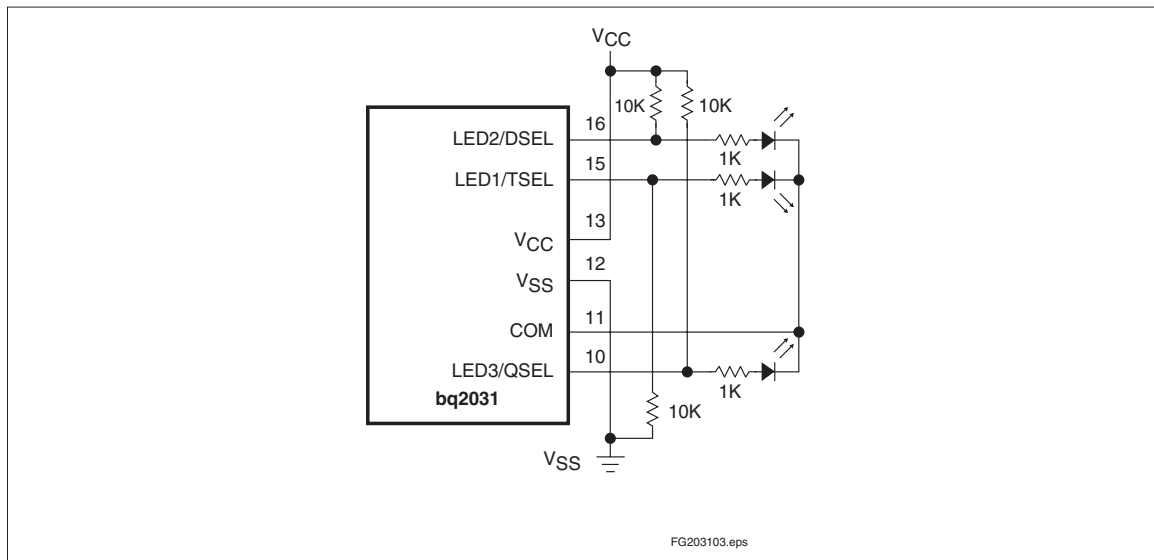 VCC
10K 10K
16
LED2/DSEL
1K
15
LED1/TSEL
1K
13
VCC
12
VSS
11
COM
10
LED3/QSEL
1K
bq2031
10K
VSS
FG203103.eps